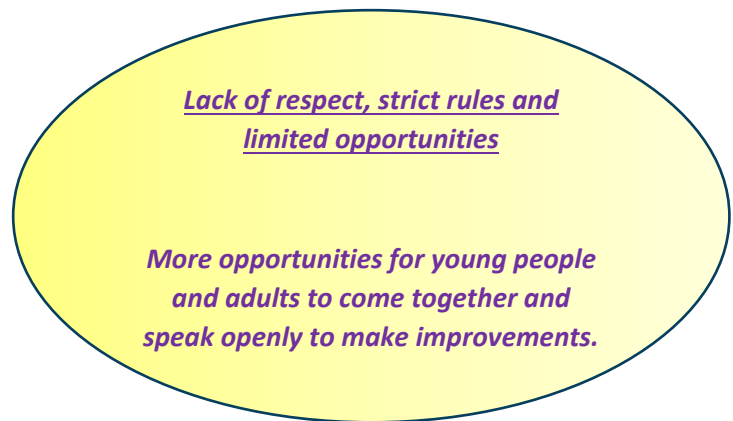 Lack of respect, strict rules and
limited opportunities
More opportunities for young people
and adults to come together and
speak openly to make improvements.